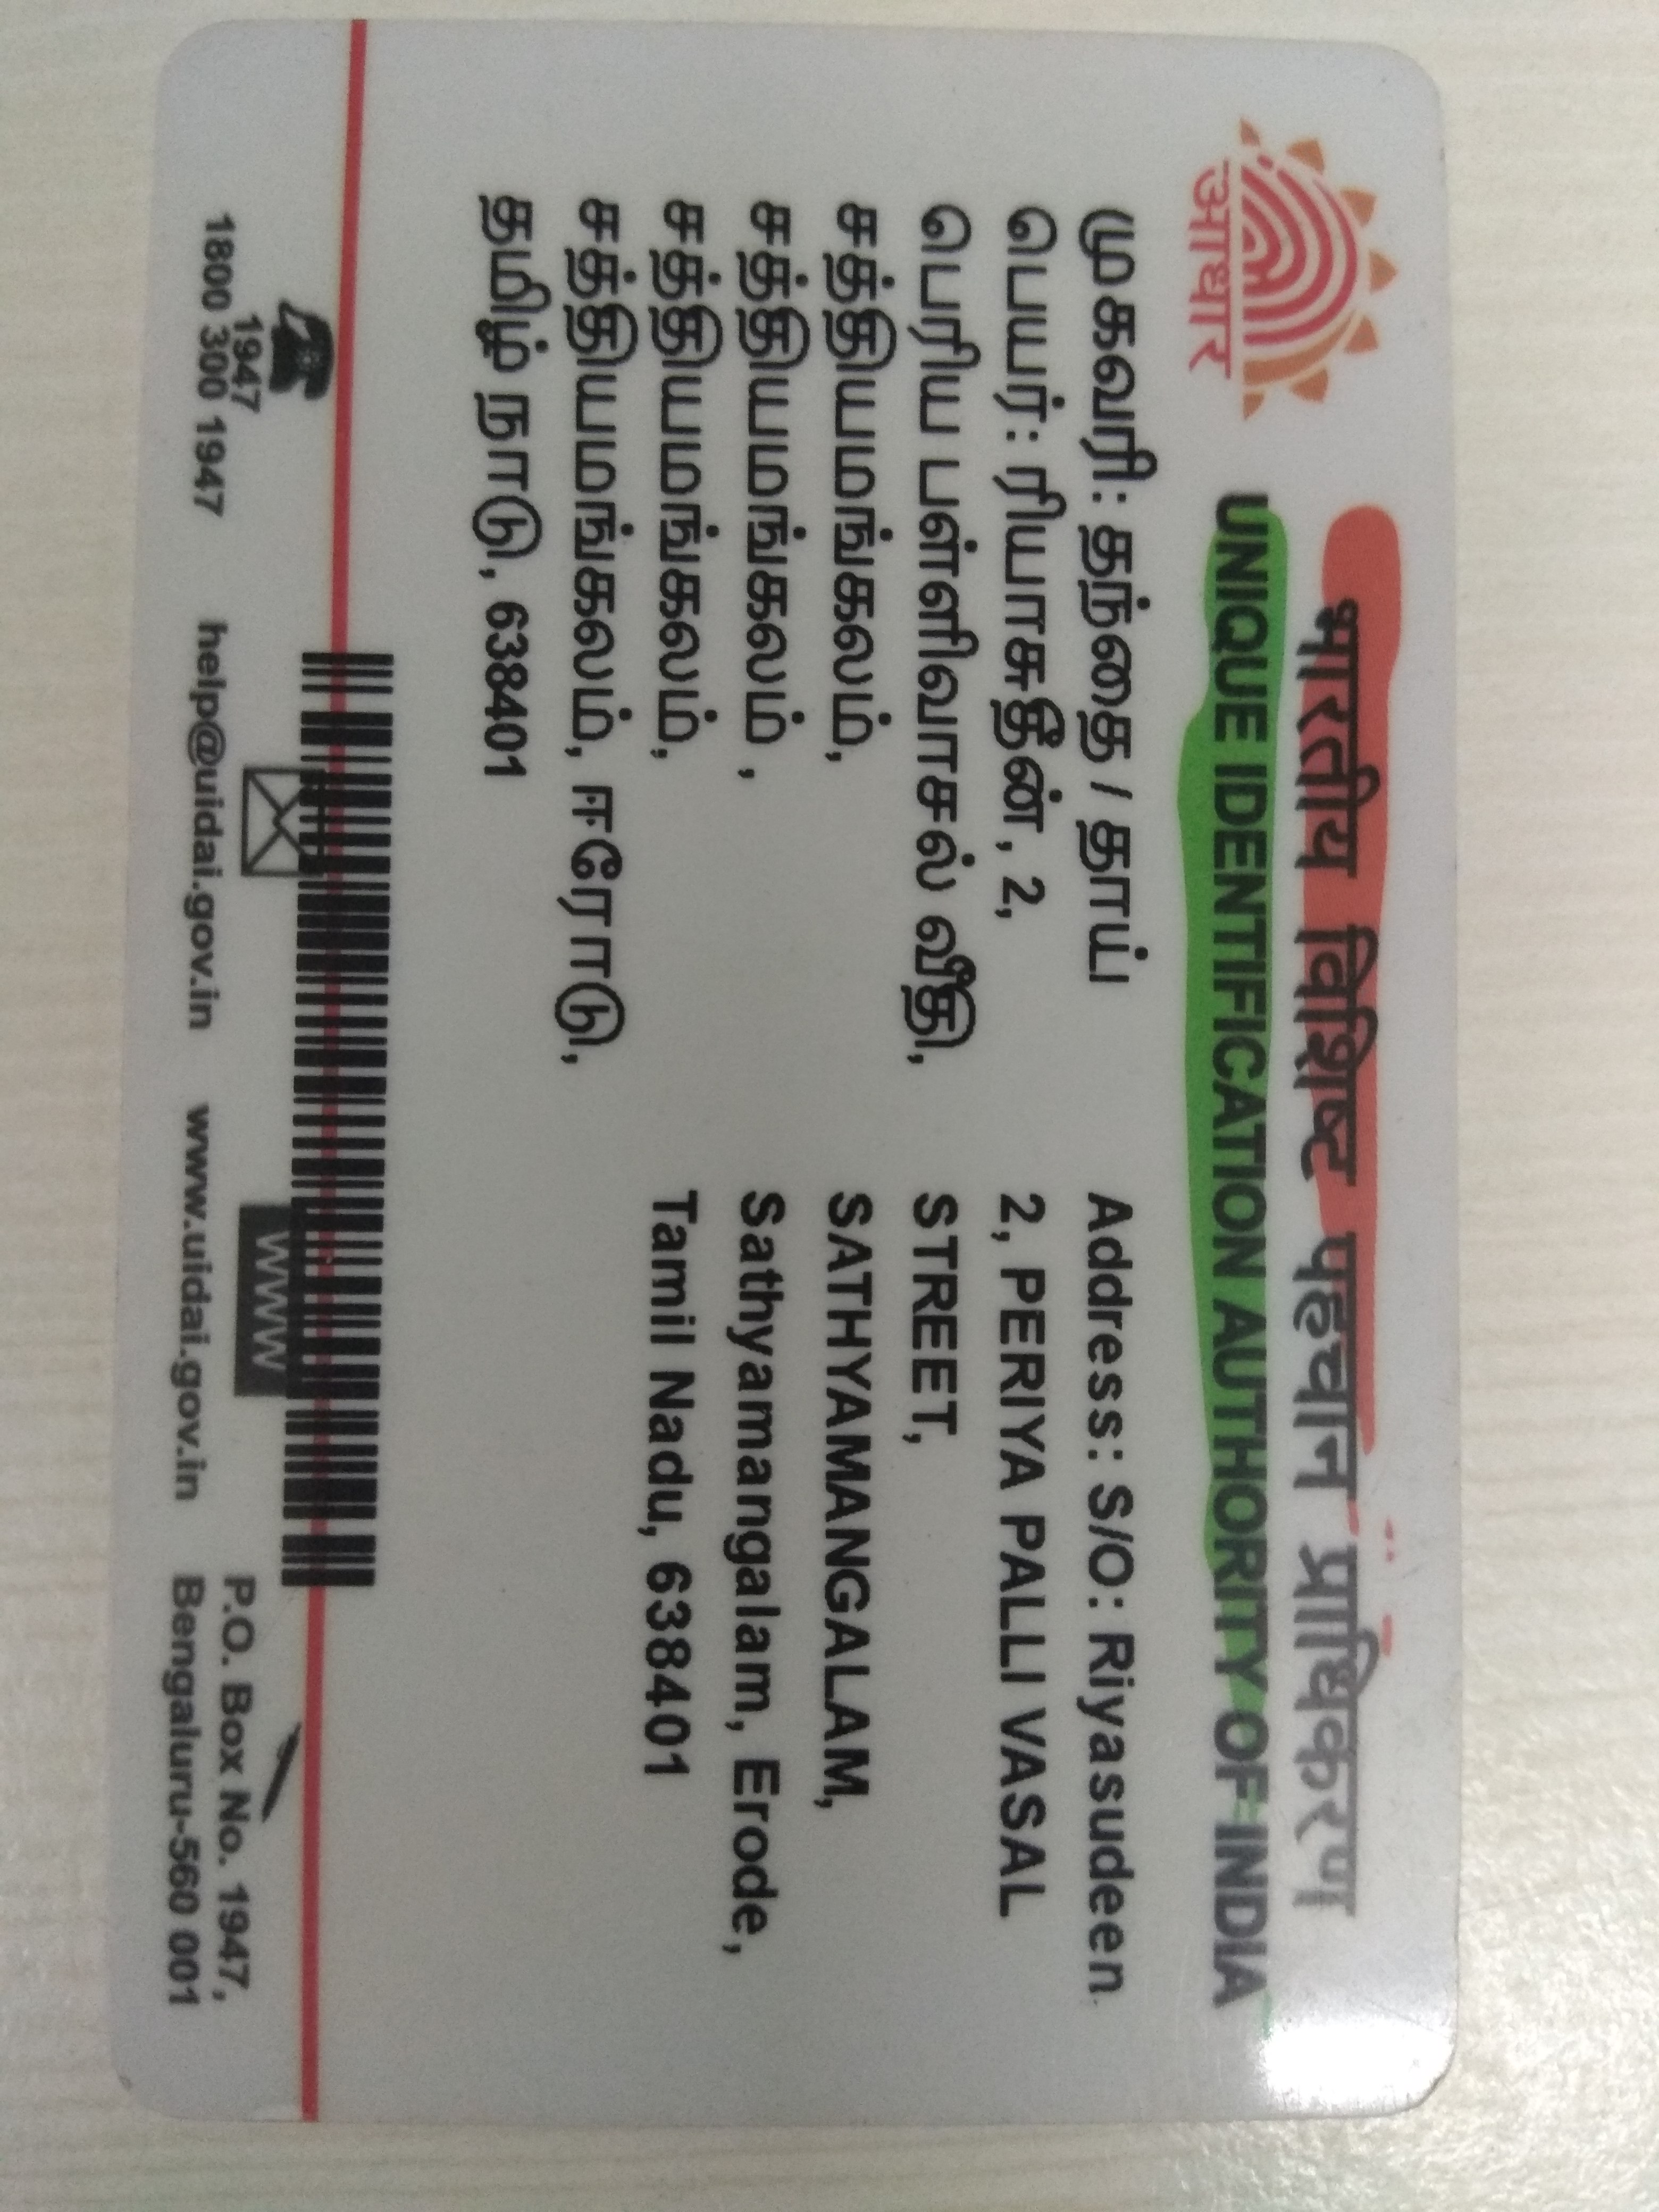 भारतीय विशिष्ट पहचान प्राधिकरण
UNIQUE IDENTIFICATION AUTHORITY OF INDIA
आधार
முகவரி: தந்தை / தாய்
பெயர்: ரியாசுதீன், 2,
பெரிய பள்ளிவாசல் வீதி,
சத்தியமங்கலம்,
சத்தியமங்கலம் ,
சத்தியமங்கலம்,
சத்தியமங்கலம், ஈரோடு,
தமிழ் நாடு, 638401
Address: S/O: Riyasudeen
2, PERIYA PALLI VASAL
STREET,
SATHYAMANGALAM,
Sathyamangalam, Erode,
Tamil Nadu, 638401
1947
1800 300 1947
help@uidai.gov.in
WWW
www.uidai.gov.in
P.O. Box No. 1947,
Bengaluru-560 001